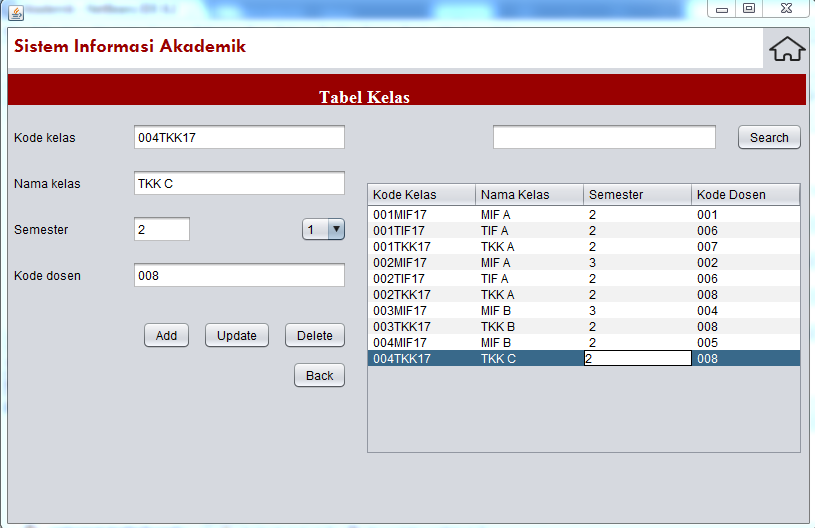 Sistem Informasi Akademik
Tabel Kelas
Kode kelas 004TKK17 Search
Nama kelas TKK C
Semester 2 1
Kode dosen 008
Add Update Delete
Back
Kode Kelas Nama Kelas Semester Kode Dosen
001MIF17 MIF A 2 001
001TIF17 TIF A 2 006
001TKK17 TKK A 2 007
002MIF17 MIF A 3 002
002TIF17 TIF A 2 006
002TKK17 TKK A 2 008
003MIF17 MIF B 3 004
003TKK17 TKK B 2 008
004MIF17 MIF B 2 005
004TKK17 TKK C 2 008